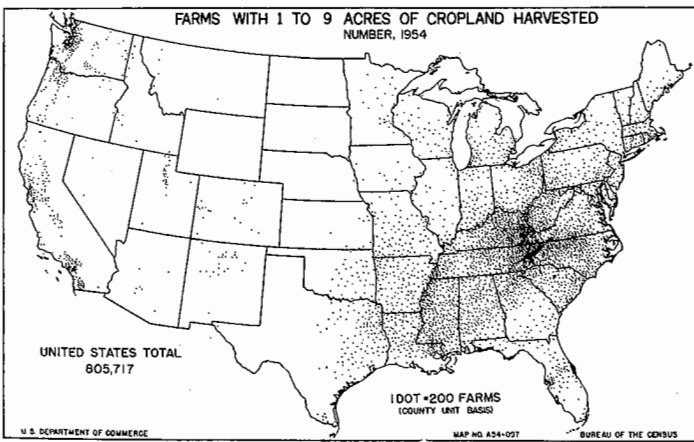 FARMS WITH 1 TO 9 ACRES OF CROPLAND HARVESTED
NUMBER, 1954
UNITED STATES TOTAL
805,717
1 DOT = 200 FARMS
(COUNTY UNIT BASIS)
U. S. DEPARTMENT OF COMMERCE
MAP NO. A54-097
BUREAU OF THE CENSUS